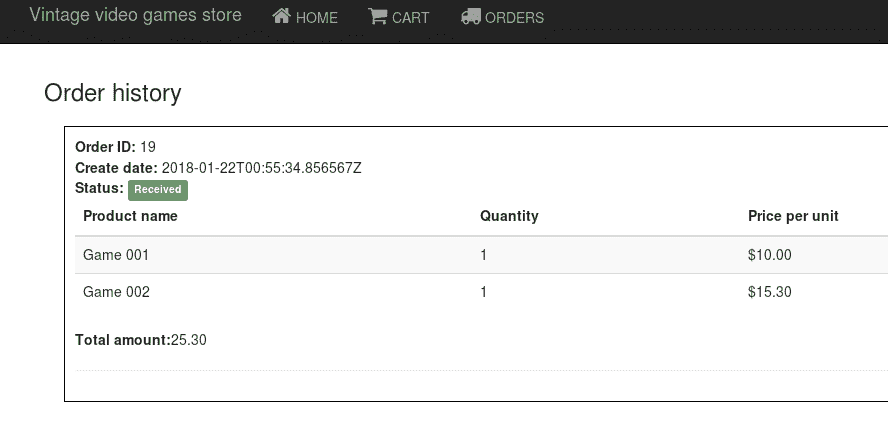 Vintage video games store HOME CART ORDERS
Order history
Order ID: 19
Create date: 2018-01-22T00:55:34.856567Z
Status: Received
Product name Quantity Price per unit
Game 001 1 $10.00
Game 002 1 $15.30
Total amount:25.30